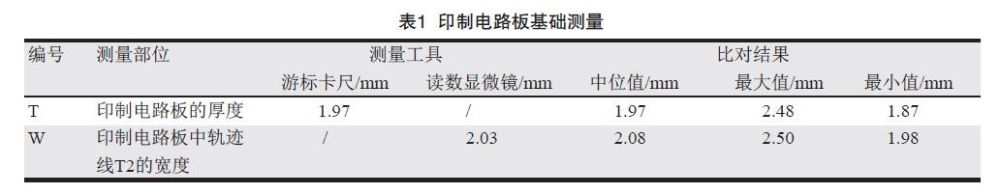 表1 印制电路板基础测量
编号 测量部位 测量工具 比对结果
游标卡尺/mm 读数显微镜/mm 中位值/mm 最大值/mm 最小值/mm
T 印制电路板的厚度 1.97 / 1.97 2.48 1.87
W 印制电路板中轨迹 / 2.03 2.08 2.50 1.98
线T2的宽度